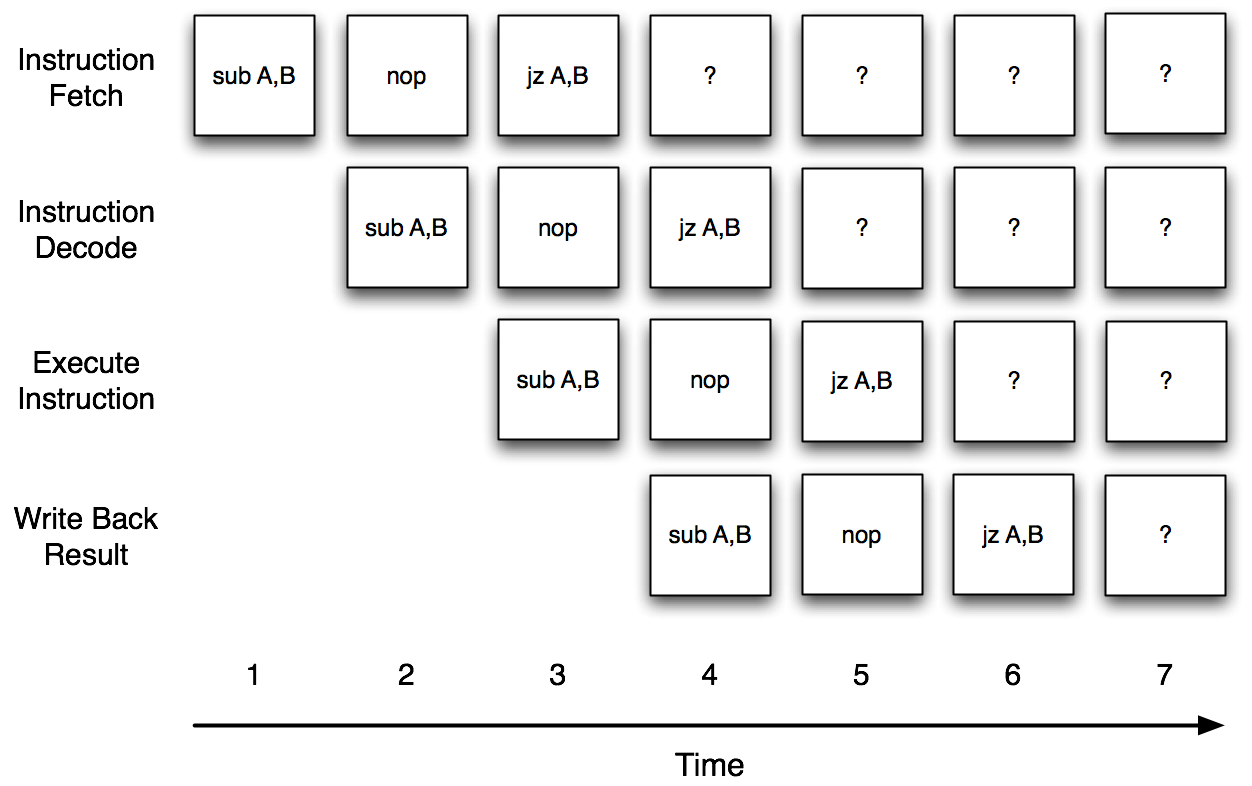 Instruction
Fetch
sub A,B
nop
jz A,B
?
?
?
?
Instruction
Decode
sub A,B
nop
jz A,B
?
?
?
Execute
Instruction
sub A,B
nop
jz A,B
?
?
Write Back
Result
sub A,B
nop
jz A,B
?
1 2 3 4 5 6 7
Time